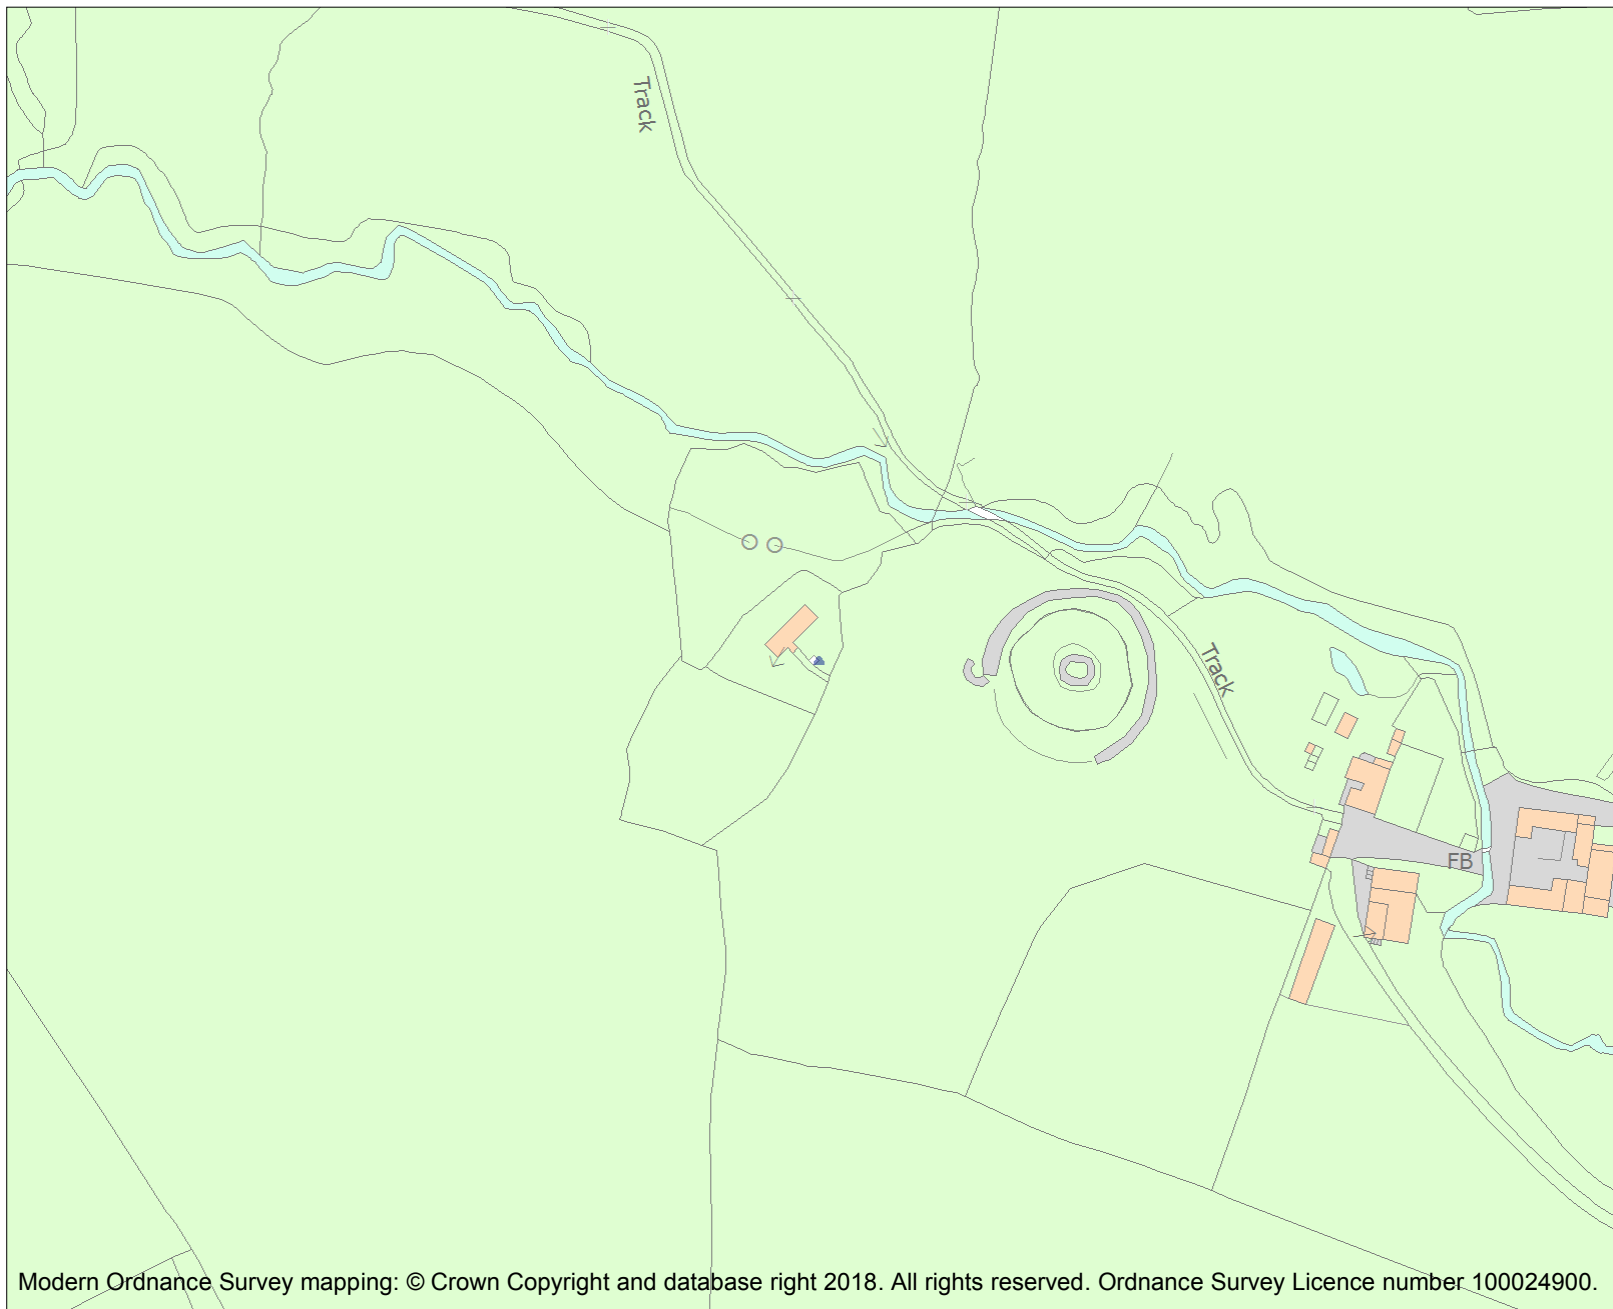 Track
Track
FB
Modern Ordnance Survey mapping: © Crown Copyright and database right 2018. All rights reserved. Ordnance Survey Licence number 100024900.